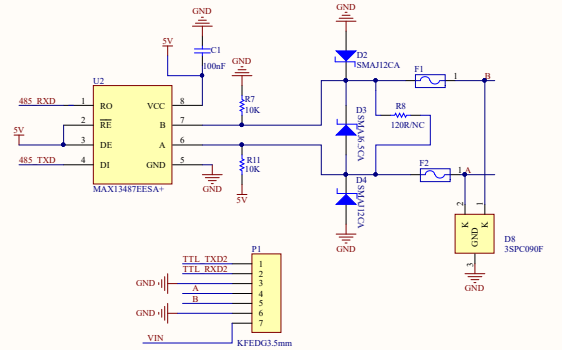 GND
GND
5V
C1
100nF
GND
D2
SMAJ12CA
F1
1
B
U2
R7
10K
R8
120R/NC
485_RXD
1
RO
VCC
8
5V
2
RE
B
7
3
DE
A
6
D3
SMAJ6.5CA
485_TXD
4
DI
GND
5
MAX13487EESA+
GND
R11
10K
5V
F2
1
A
D4
SMAJ12CA
GND
2
1
K
GND
K
3
D8
3SPC090F
GND
P1
TTL_TXD2
1
TTL_RXD2
2
GND
3
A
4
B
5
GND
6
VIN
7
KFEDG3.5mm